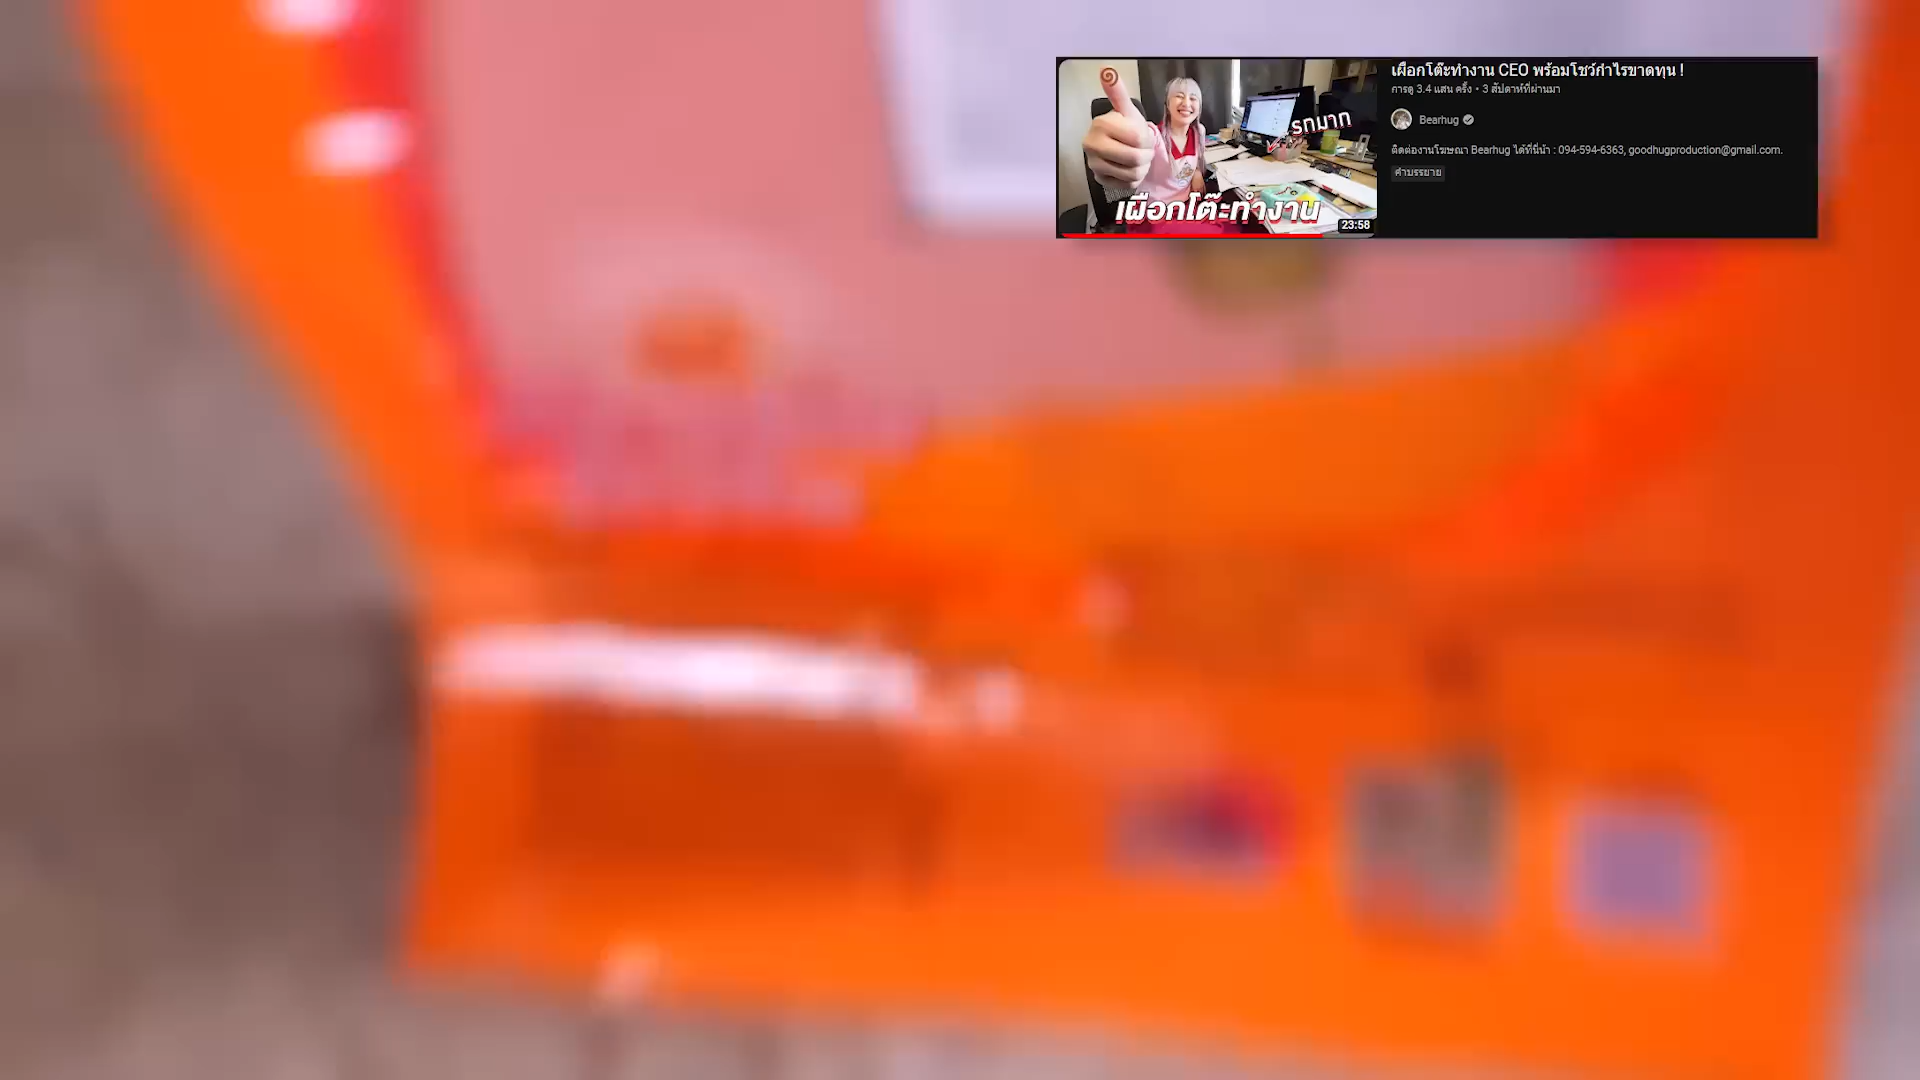 เผือกโต๊ะทำงาน CEO พร้อมโชว์กำไรขาดทุน !
การดู 3.4 แสน ครั้ง • 3 สัปดาห์ที่ผ่านมา
Bearhug
ติดต่องานโฆษณา Bearhug ได้ที่นี่น้า : 094-594-6363, goodhugproduction@gmail.com.
คำบรรยาย
รกมาก
เผือกโต๊ะทำงาน
23:58